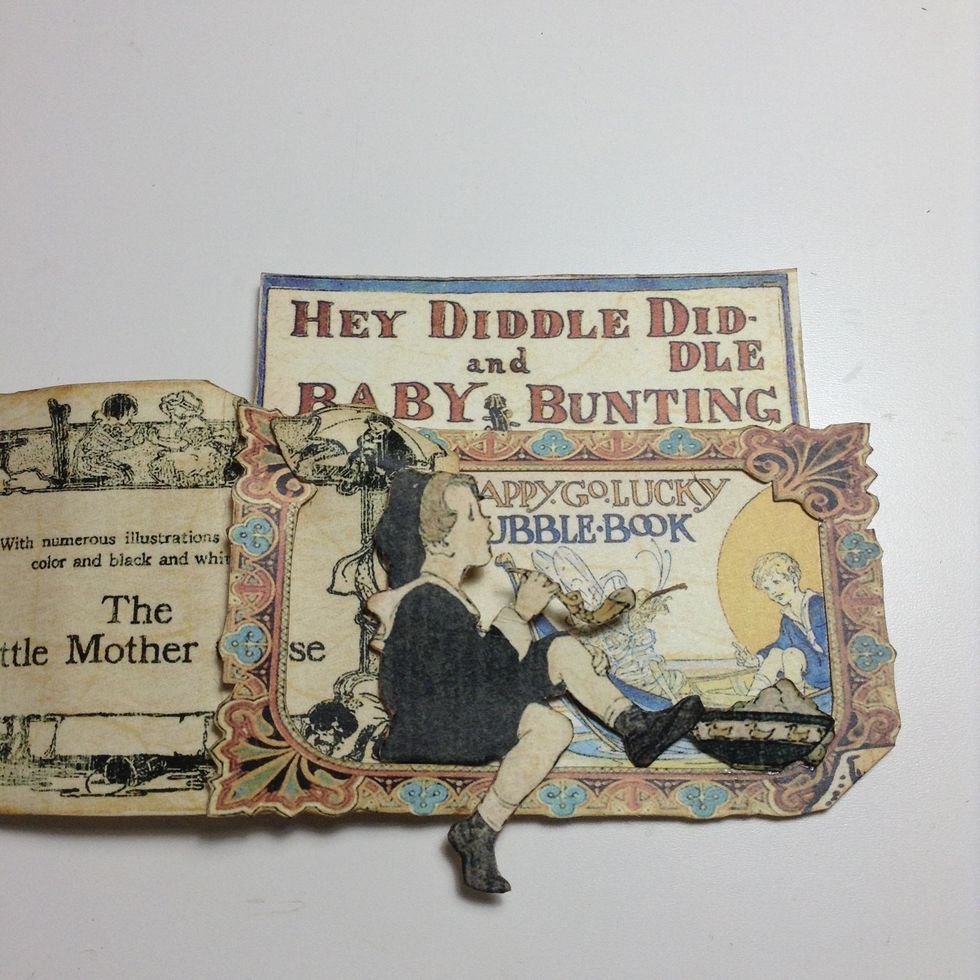 HEY DIDDLE DID-
DLE
and
BABY BUNTING
APPY·GO·LUCKY
UBBLE·BOOK
With numerous illustrations
color and black and whit
The
ttle Mother
se